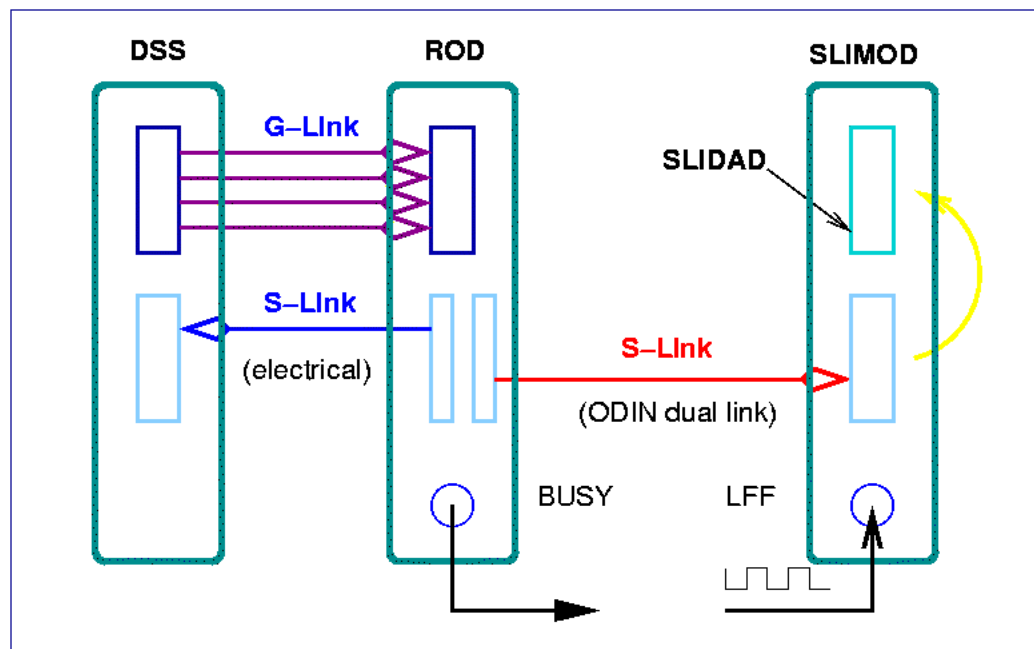 DSS
ROD
SLIMOD
G–LInk
SLIDAD
S–LInk
(electrical)
S–LInk
(ODIN dual link)
BUSY
LFF